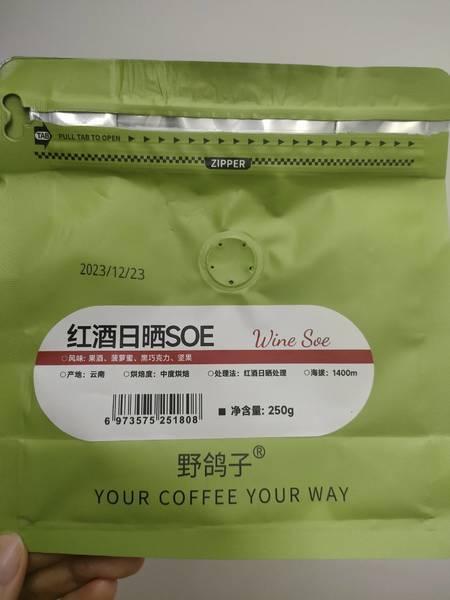 TAB PULL TAB TO OPEN
ZIPPER
2023/12/23
红酒日晒SOE Wine Soe
○风味: 果酒、菠萝蜜、黑巧克力、坚果
○产地: 云南 ○烘焙度: 中度烘焙 ○处理法: 红酒日晒处理 ○海拔: 1400m
6 973575 251808
■ 净含量: 250g
野鸽子®
YOUR COFFEE YOUR WAY